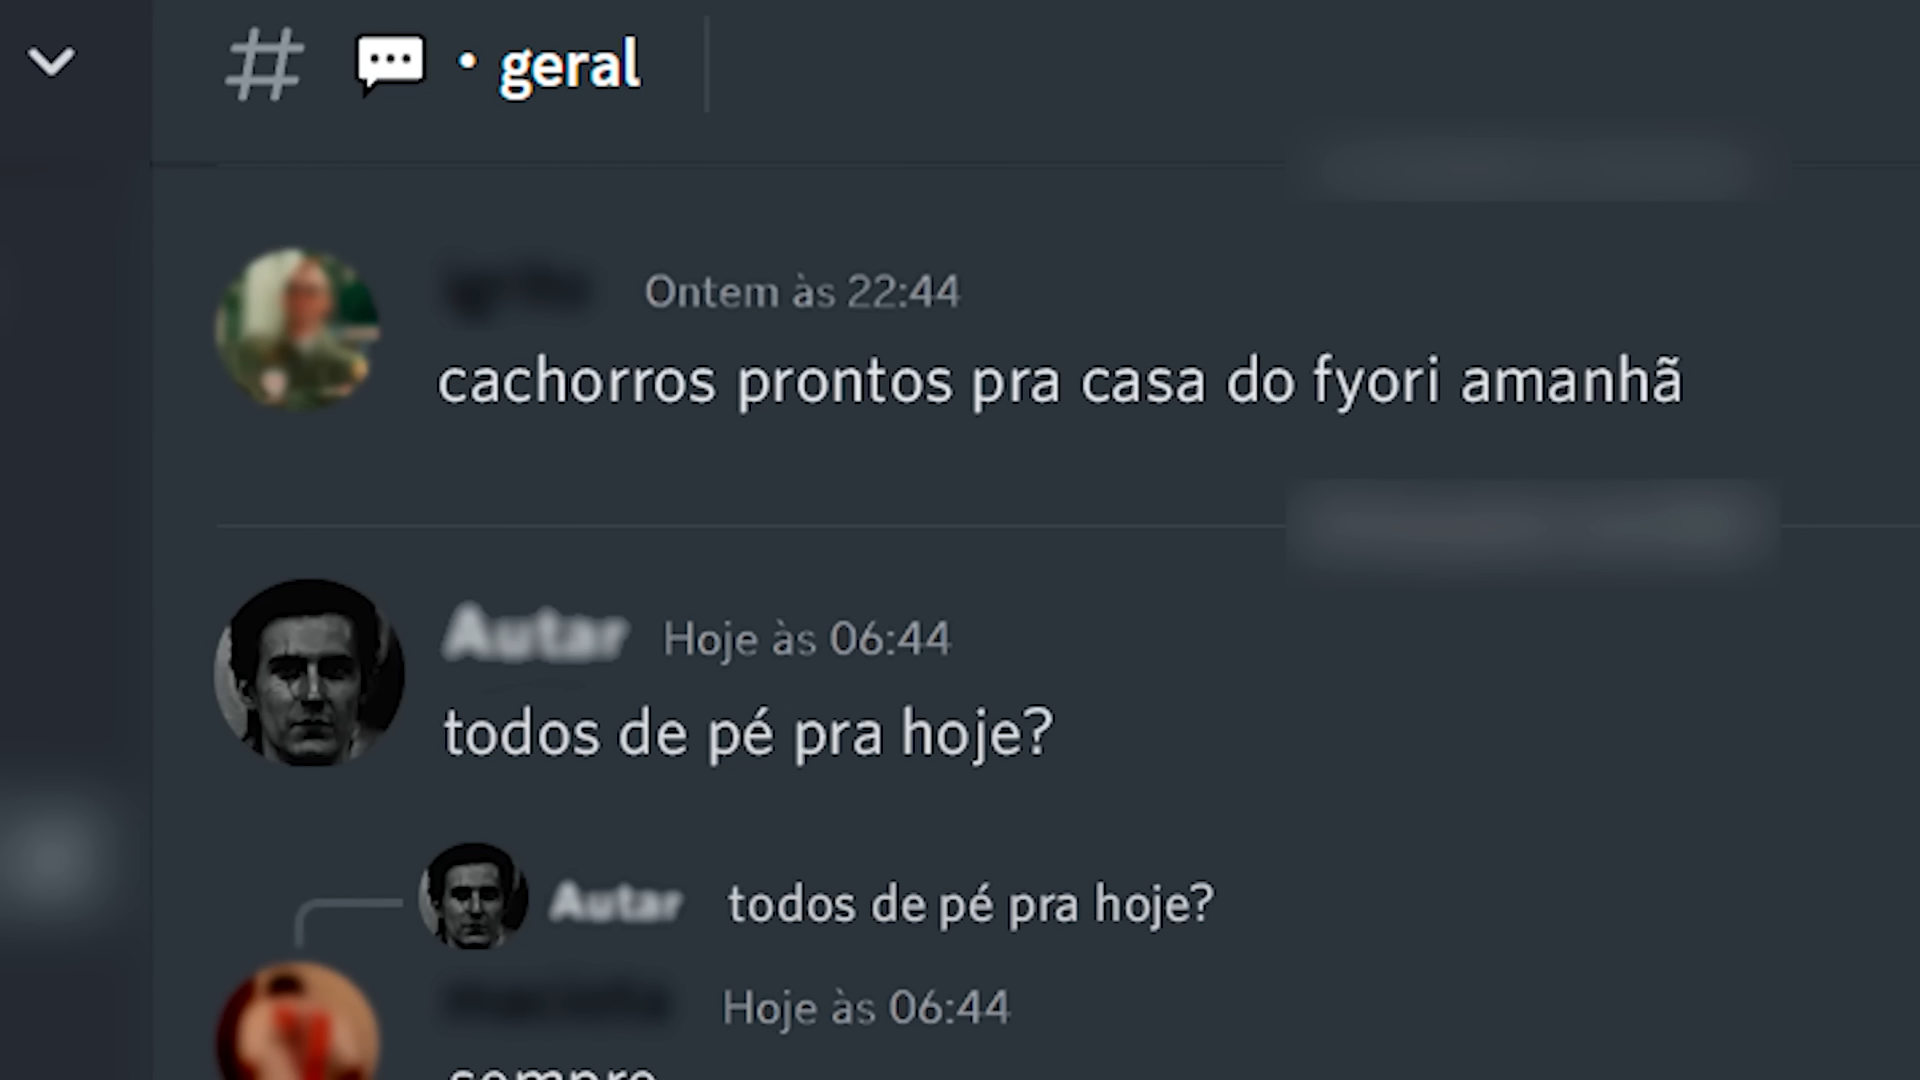 # 💬 • geral
Ontem às 22:44
cachorros prontos pra casa do fyori amanhã
Autar Hoje às 06:44
todos de pé pra hoje?
Autar todos de pé pra hoje?
Hoje às 06:44
sempre